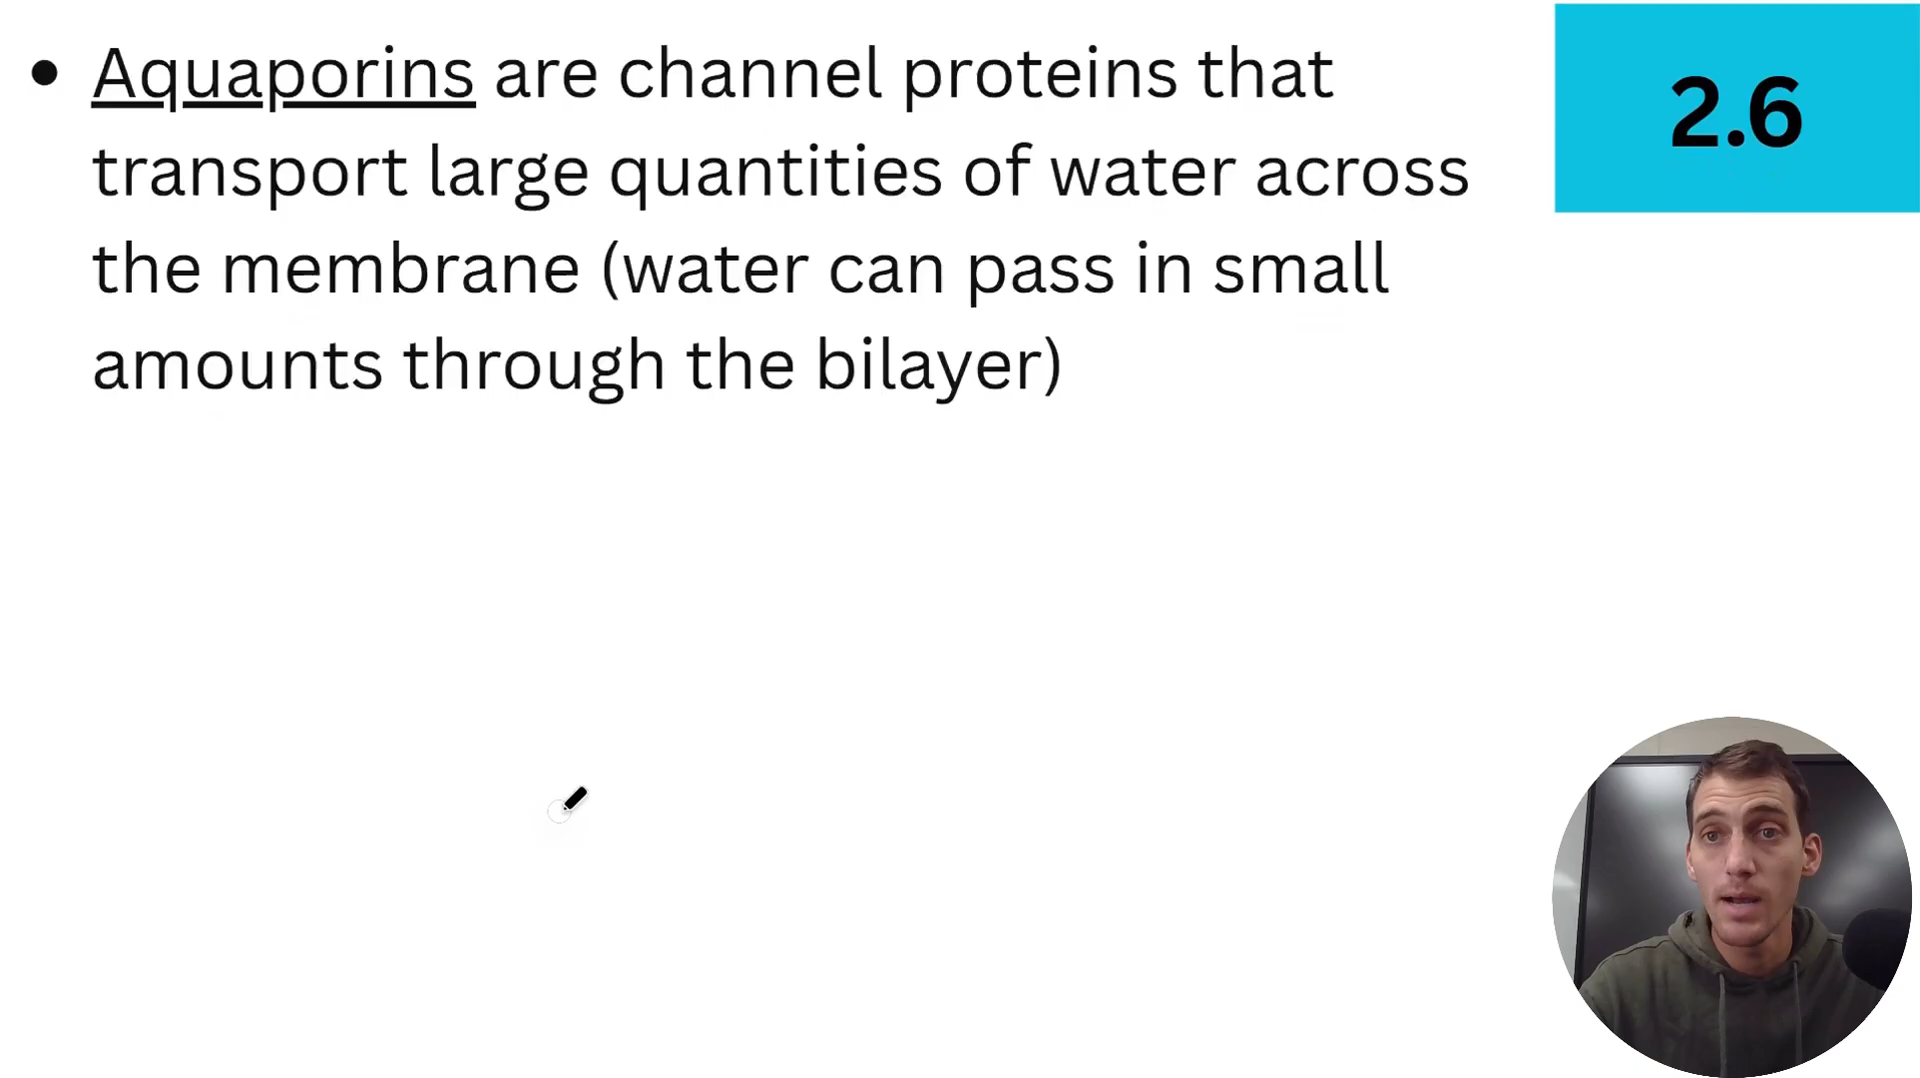 • Aquaporins are channel proteins that
transport large quantities of water across
the membrane (water can pass in small
amounts through the bilayer)
2.6